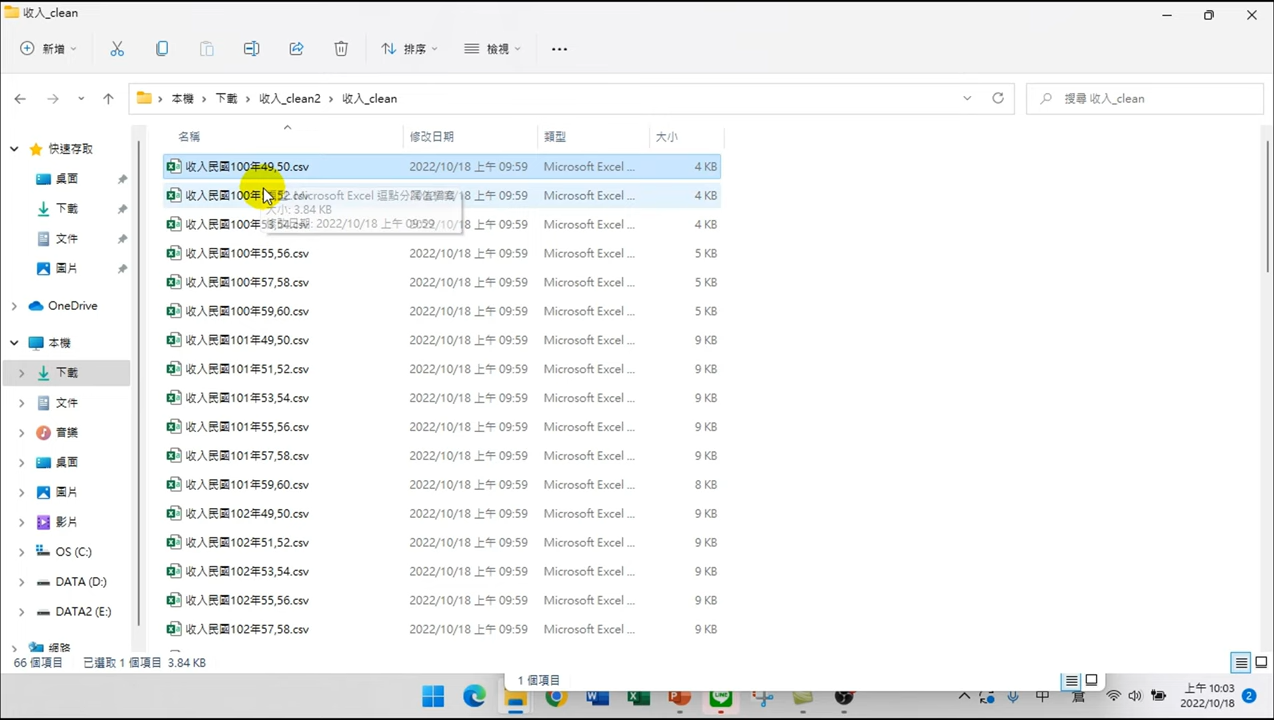 收入_clean
新增
排序
檢視
本機 > 下載 > 收入_clean2 > 收入_clean
搜尋 收入_clean
名稱 修改日期 類型 大小
收入民國100年49,50.csv 2022/10/18 上午 09:59 Microsoft Excel ... 4 KB
收入民國100年 52.csv 09:59 Microsoft Excel ... 4 KB
Microsoft Excel 逗點分隔值檔案
大小: 3.84 KB
收入民國100年53,54.csv 09:59 Microsoft Excel ... 4 KB
修改日期: 2022/10/18 上午 09:59
收入民國100年55,56.csv 2022/10/18 上午 09:59 Microsoft Excel ... 5 KB
收入民國100年57,58.csv 2022/10/18 上午 09:59 Microsoft Excel ... 5 KB
收入民國100年59,60.csv 2022/10/18 上午 09:59 Microsoft Excel ... 5 KB
收入民國101年49,50.csv 2022/10/18 上午 09:59 Microsoft Excel ... 9 KB
收入民國101年51,52.csv 2022/10/18 上午 09:59 Microsoft Excel ... 9 KB
收入民國101年53,54.csv 2022/10/18 上午 09:59 Microsoft Excel ... 9 KB
收入民國101年55,56.csv 2022/10/18 上午 09:59 Microsoft Excel ... 9 KB
收入民國101年57,58.csv 2022/10/18 上午 09:59 Microsoft Excel ... 9 KB
收入民國101年59,60.csv 2022/10/18 上午 09:59 Microsoft Excel ... 8 KB
收入民國102年49,50.csv 2022/10/18 上午 09:59 Microsoft Excel ... 9 KB
收入民國102年51,52.csv 2022/10/18 上午 09:59 Microsoft Excel ... 9 KB
收入民國102年53,54.csv 2022/10/18 上午 09:59 Microsoft Excel ... 9 KB
收入民國102年55,56.csv 2022/10/18 上午 09:59 Microsoft Excel ... 9 KB
收入民國102年57,58.csv 2022/10/18 上午 09:59 Microsoft Excel ... 9 KB
快速存取
桌面
下載
文件
圖片
OneDrive
本機
下載
文件
音樂
桌面
圖片
影片
OS (C:)
DATA (D:)
DATA2 (E:)
網路
66 個項目 已選取 1 個項目 3.84 KB
1 個項目
中
上午 10:03
2022/10/18
2